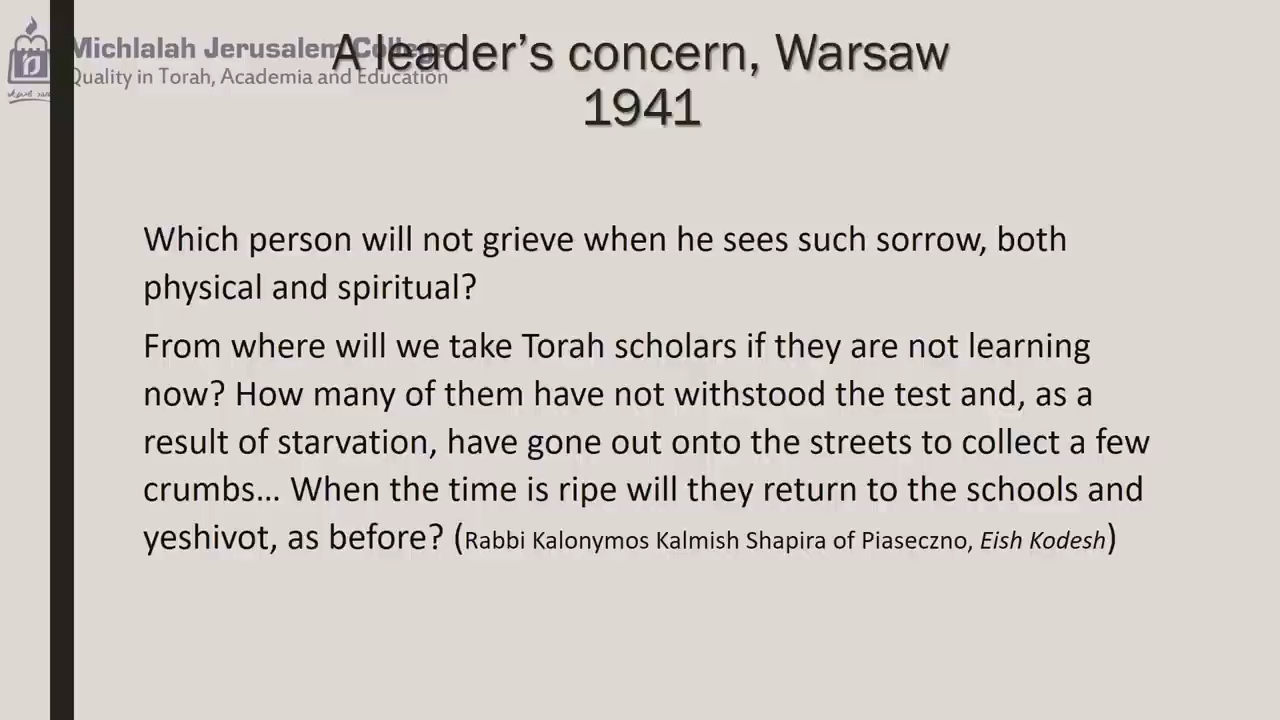 Michlalah Jerusalem College
Quality in Torah, Academia and Education
A leader’s concern, Warsaw
1941
Which person will not grieve when he sees such sorrow, both
physical and spiritual?
From where will we take Torah scholars if they are not learning
now? How many of them have not withstood the test and, as a
result of starvation, have gone out onto the streets to collect a few
crumbs… When the time is ripe will they return to the schools and
yeshivot, as before? (Rabbi Kalonymos Kalmish Shapira of Piaseczno, Eish Kodesh)